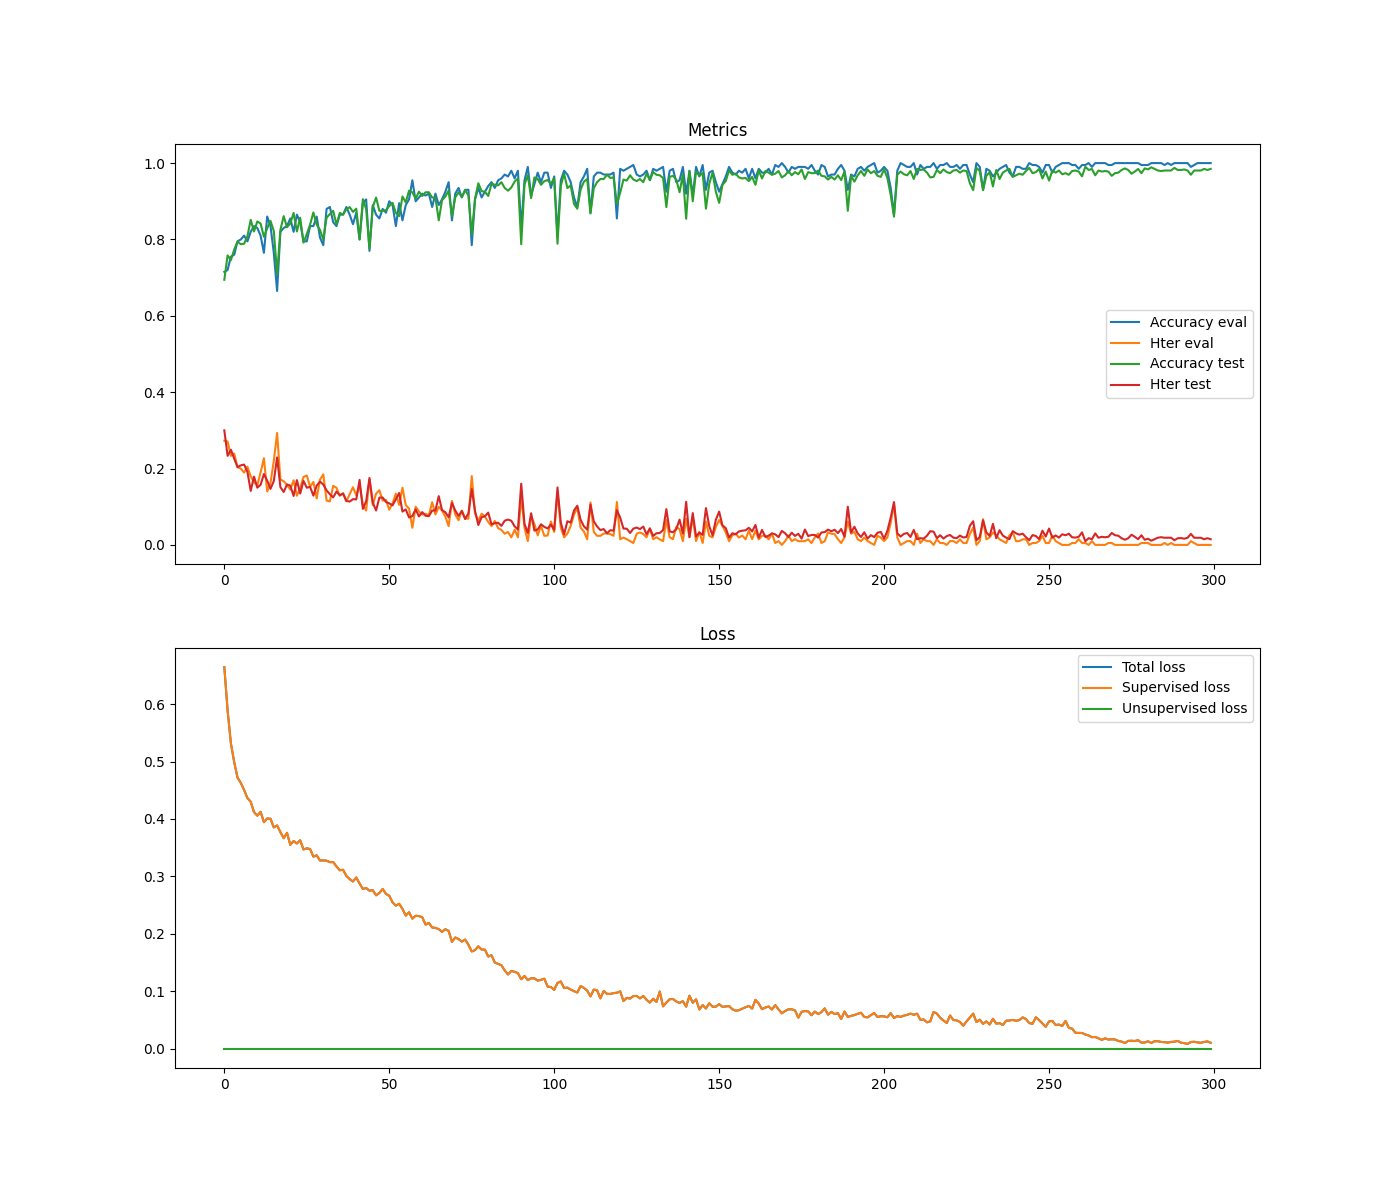 Metrics
1.0
0.8
0.6
0.4
0.2
0.0
Accuracy eval
Hter eval
Accuracy test
Hter test
0 50 100 150 200 250 300
Loss
0.6
0.5
0.4
0.3
0.2
0.1
0.0
Total loss
Supervised loss
Unsupervised loss
0 50 100 150 200 250 300